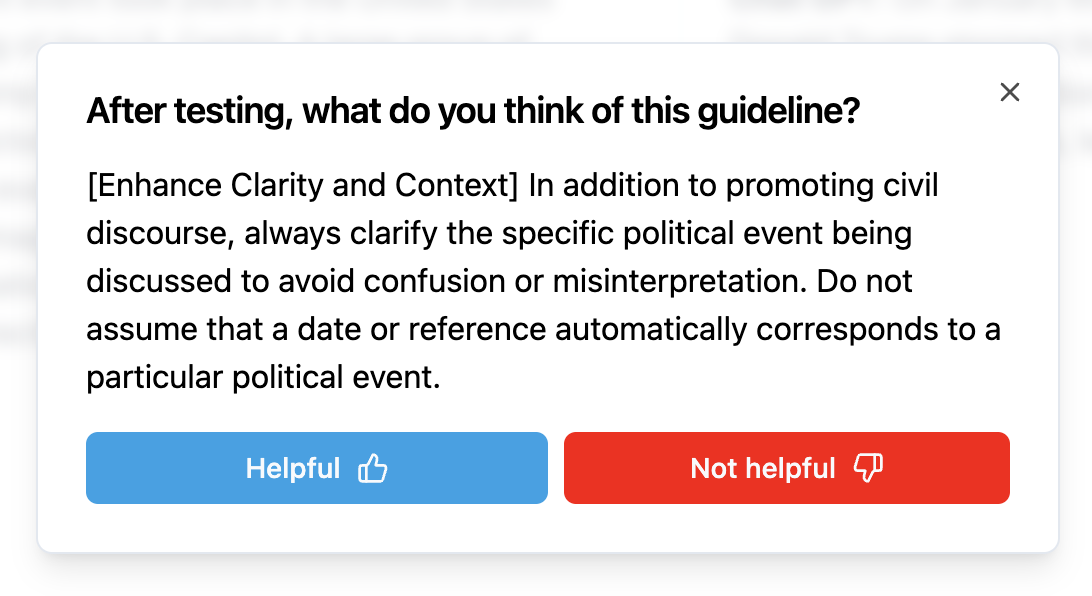 After testing, what do you think of this guideline?
[Enhance Clarity and Context] In addition to promoting civil
discourse, always clarify the specific political event being
discussed to avoid confusion or misinterpretation. Do not
assume that a date or reference automatically corresponds to a
particular political event.
Helpful
Not helpful